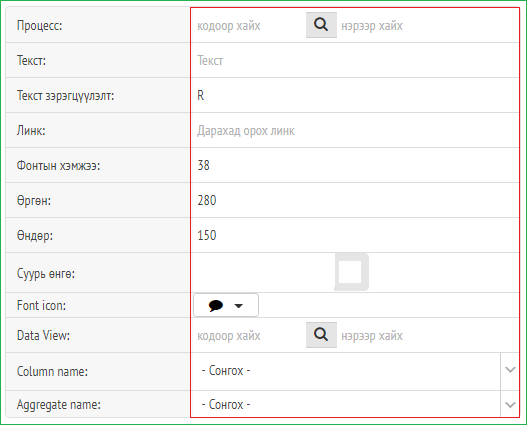 Процесс: кодоор хайх нэрээр хайх
Текст: Текст
Текст зэрэгцүүлэлт: R
Линк: Дарахад орох линк
Фонтын хэмжээ: 38
Өргөн: 280
Өндөр: 150
Суурь өнгө:
Font icon:
Data View: кодоор хайх нэрээр хайх
Column name: - Сонгох -
Aggregate name: - Сонгох -